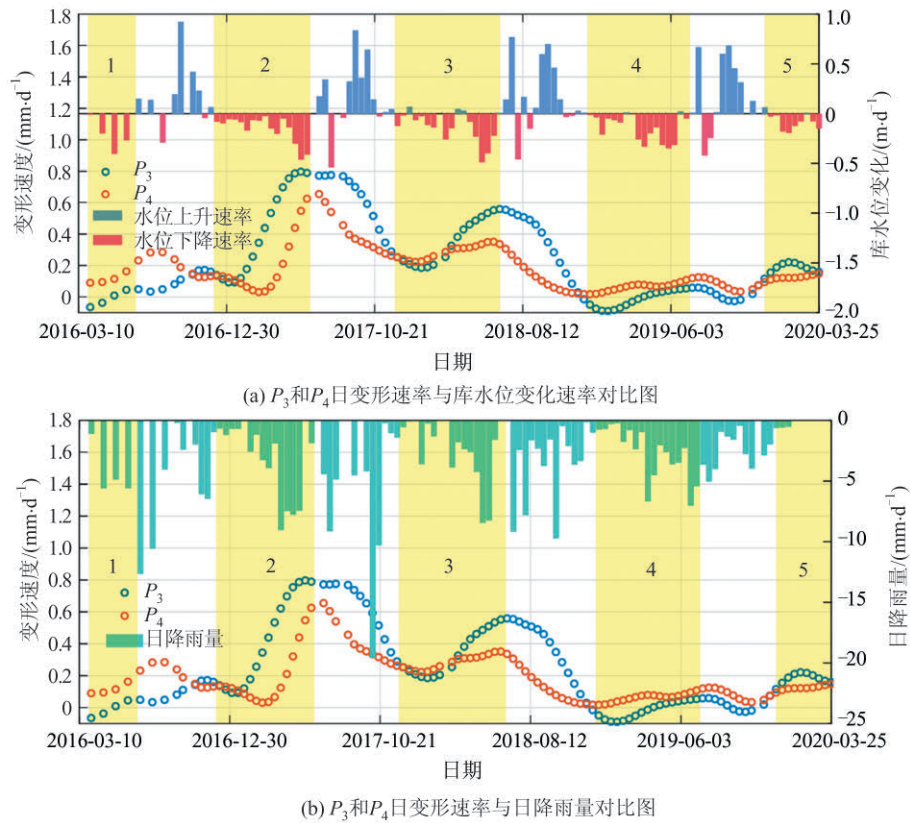 1.8
1.6
1.4
1.2
1.0
0.8
0.6
0.4
0.2
0
变形速度/(mm·d⁻¹)
1
2
3
4
5
P₃
P₄
水位上升速率
水位下降速率
1.0
0.5
0
−0.5
−1.0
−1.5
−2.0
库水位变化/(m·d⁻¹)
2016-03-10 2016-12-30 2017-10-21 2018-08-12 2019-06-03 2020-03-25
日期
(a) P₃和P₄日变形速率与库水位变化速率对比图
1.8
1.6
1.4
1.2
1.0
0.8
0.6
0.4
0.2
0
变形速度/(mm·d⁻¹)
1
2
3
4
5
P₃
P₄
日降雨量
0
−5
−10
−15
−20
−25
日降雨量/(mm·d⁻¹)
2016-03-10 2016-12-30 2017-10-21 2018-08-12 2019-06-03 2020-03-25
日期
(b) P₃和P₄日变形速率与日降雨量对比图